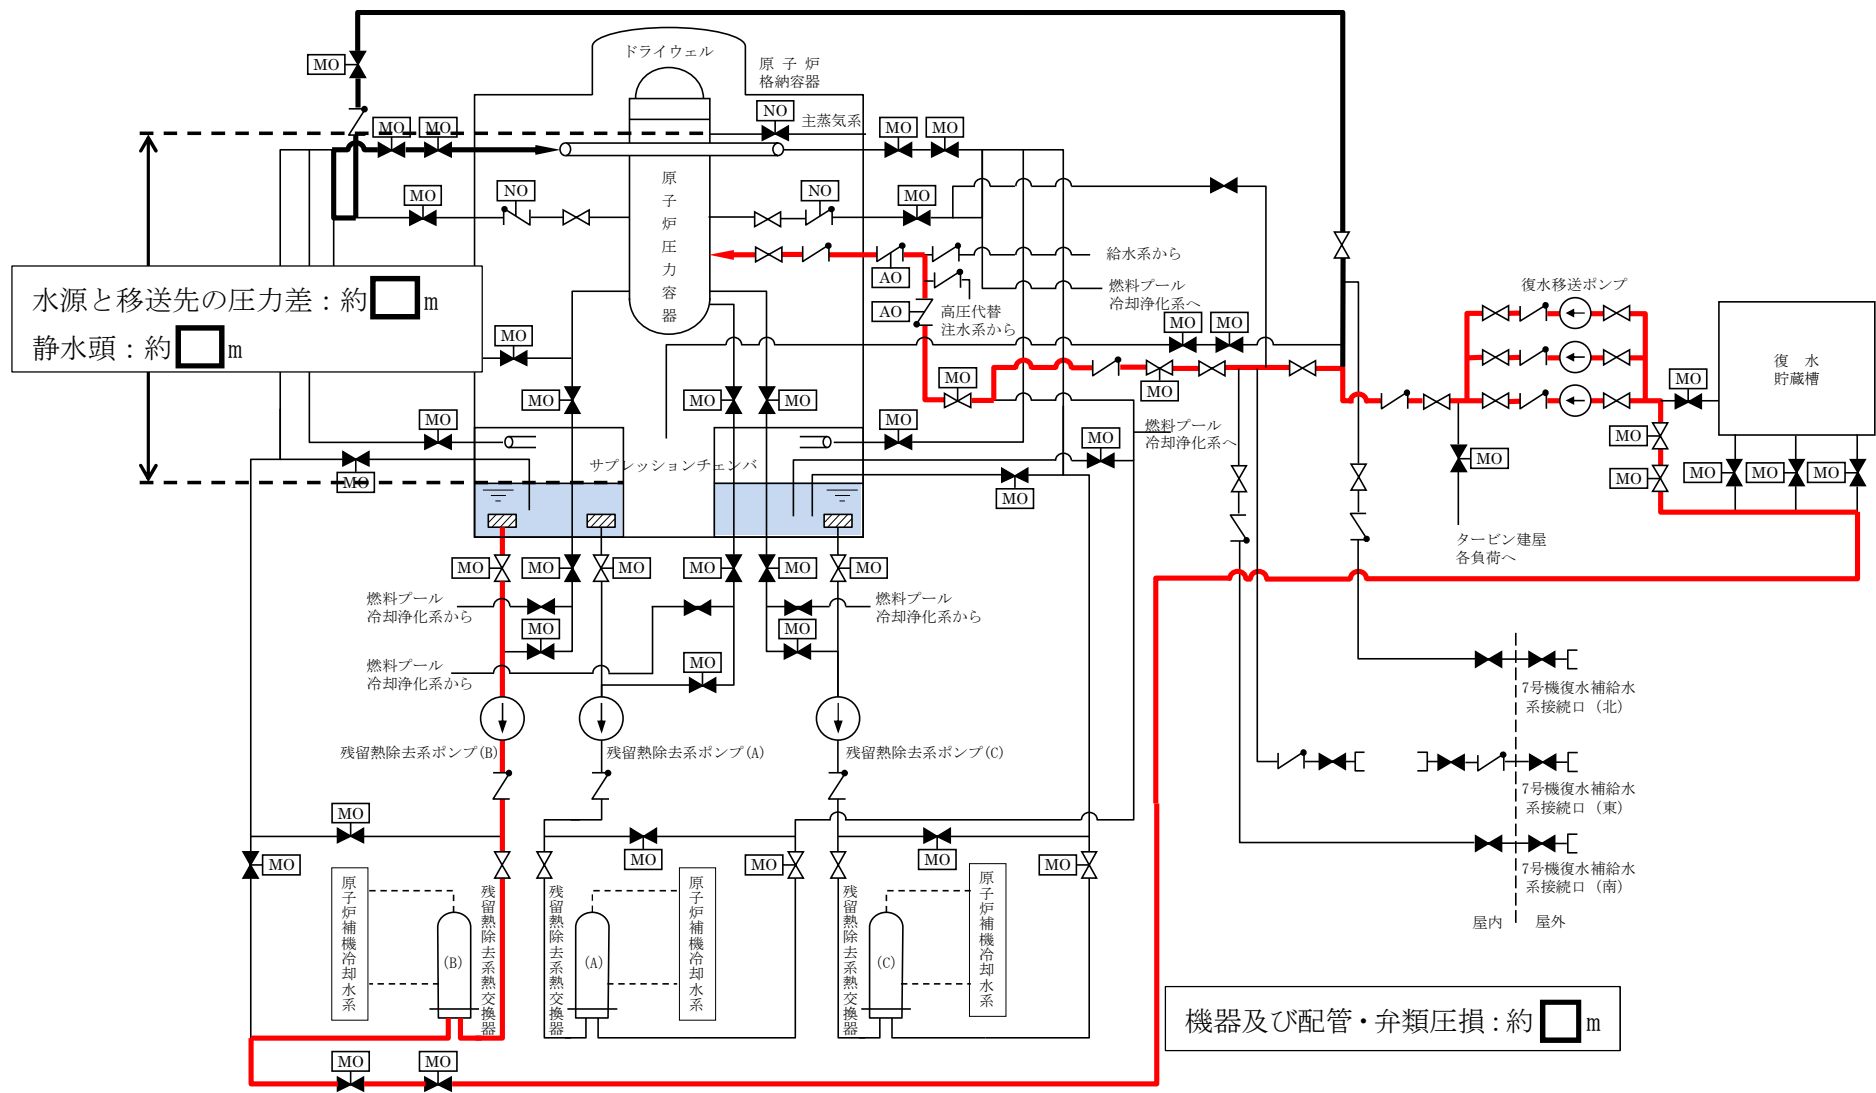 ドライウェル
原 子 炉
格納容器
MO
NO
主蒸気系
MO
MO
MO
MO
原子炉圧力容器
MO
NO
NO
MO
給水系から
AO
燃料プール
冷却浄化系へ
高圧代替
注水系から
AO
復水移送ポンプ
水源と移送先の圧力差：約□m
静水頭：約□m
MO
MO
MO
復 水
貯蔵槽
MO
MO
MO
MO
MO
MO
MO
燃料プール
冷却浄化系へ
MO
MO
MO
MO
サプレッションチェンバ
MO
MO
MO
MO
MO
MO
MO
タービン建屋
各負荷へ
MO
MO
MO
MO
MO
MO
燃料プール
冷却浄化系から
燃料プール
冷却浄化系から
MO
MO
燃料プール
冷却浄化系から
MO
7号機復水補給水
系接続口（北）
残留熱除去系ポンプ(B)
残留熱除去系ポンプ(A)
残留熱除去系ポンプ(C)
7号機復水補給水
系接続口（東）
MO
MO
MO
MO
MO
MO
7号機復水補給水
系接続口（南）
屋内
屋外
原子炉補機冷却水系
(B)
残留熱除去系熱交換器
残留熱除去系熱交換器
(A)
原子炉補機冷却水系
残留熱除去系熱交換器
(C)
原子炉補機冷却水系
機器及び配管・弁類圧損：約□m
MO
MO